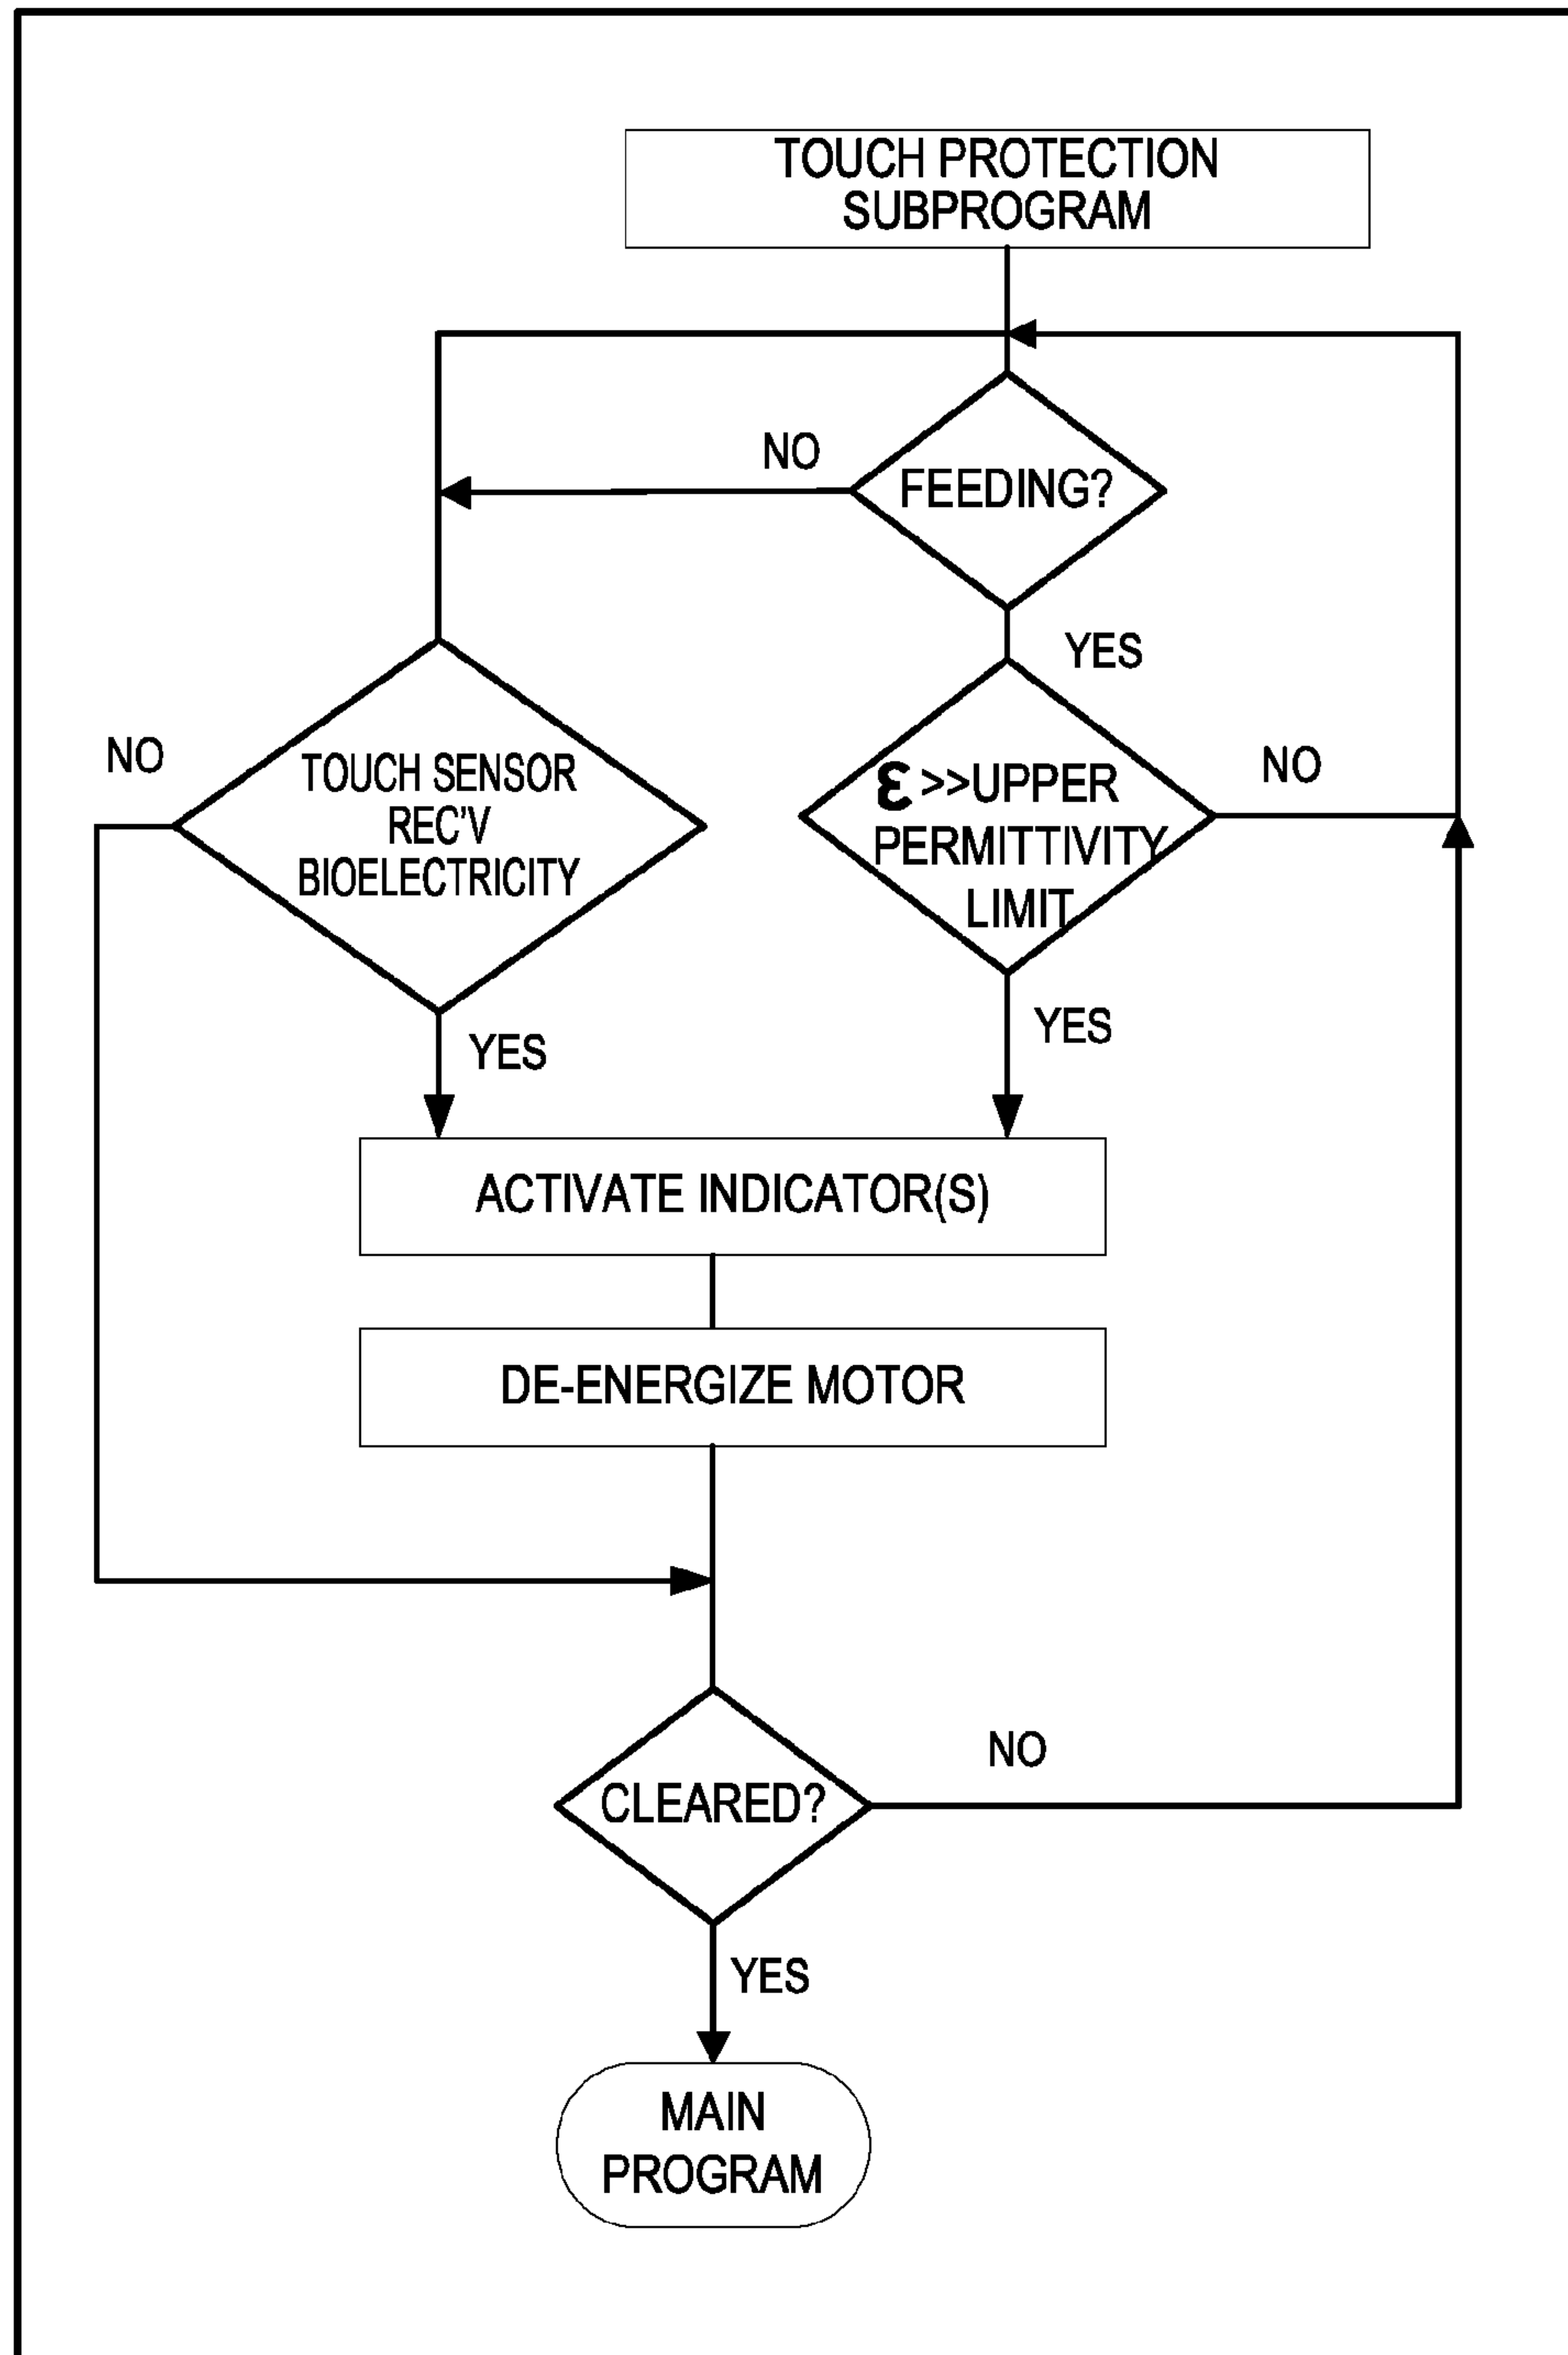 TOUCH PROTECTION
SUBPROGRAM
NO
FEEDING?
YES
NO
TOUCH SENSOR
REC'V
BIOELECTRICITY
ε >>UPPER
PERMITTIVITY
LIMIT
NO
YES
YES
ACTIVATE INDICATOR(S)
DE-ENERGIZE MOTOR
NO
CLEARED?
YES
MAIN
PROGRAM